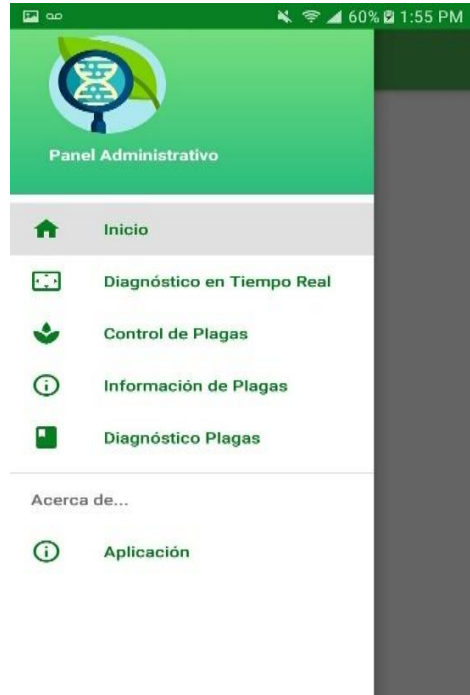 60% 1:55 PM
Panel Administrativo
Inicio
Diagnóstico en Tiempo Real
Control de Plagas
Información de Plagas
Diagnóstico Plagas
Acerca de...
Aplicación